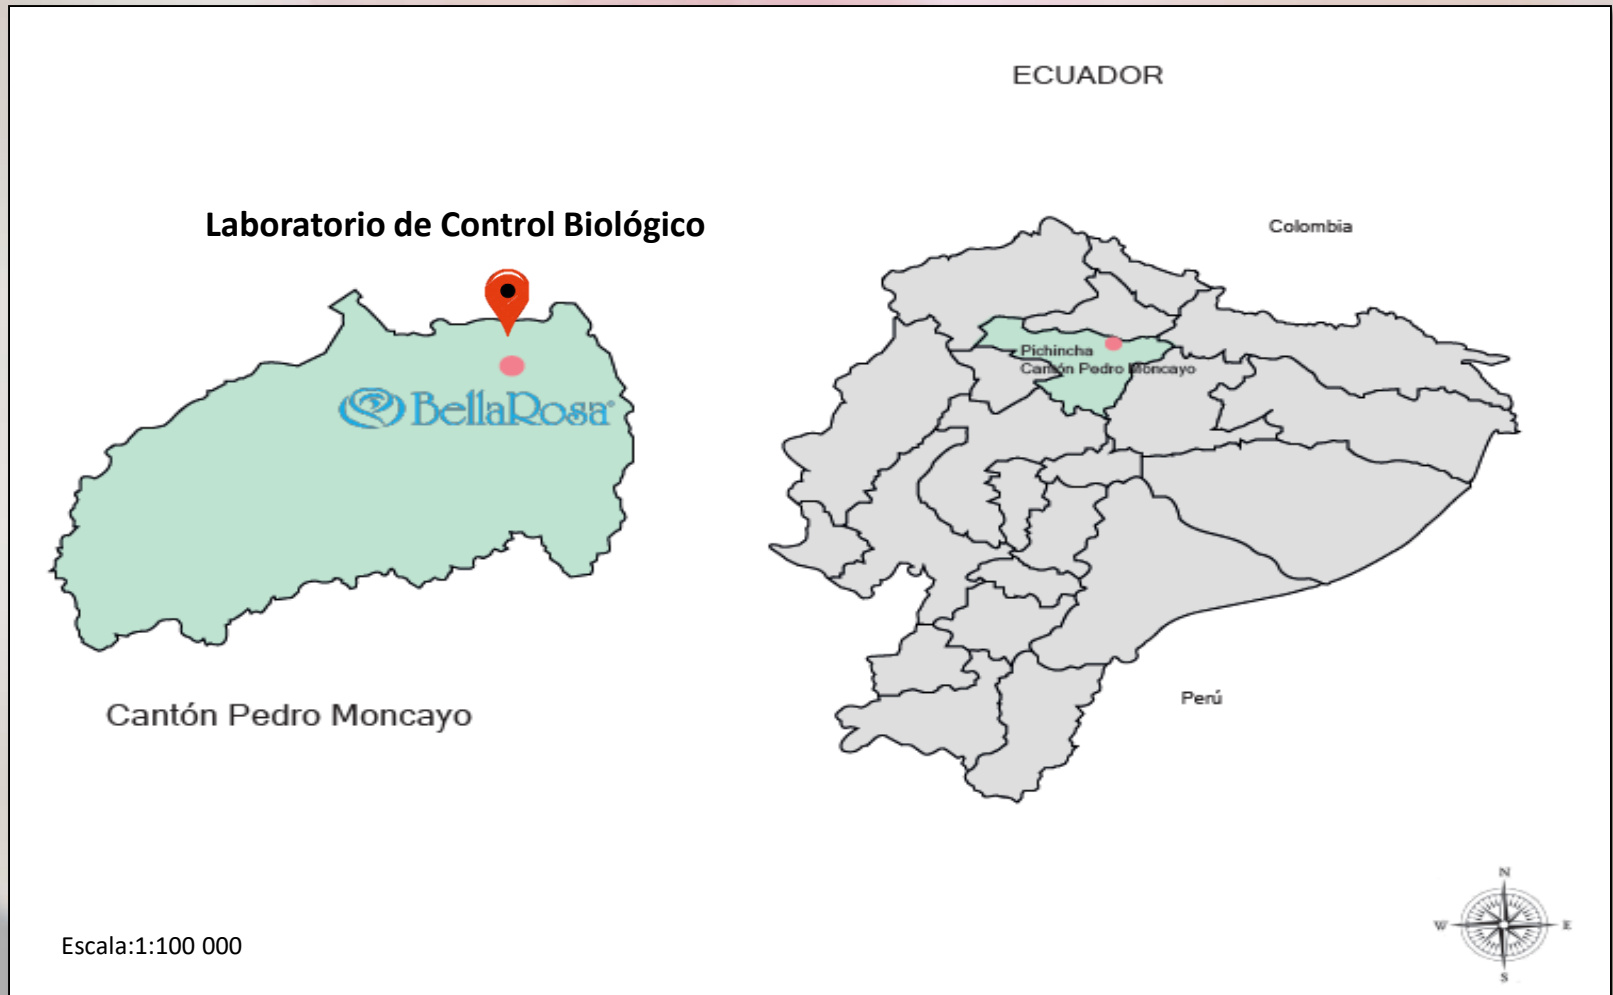 ECUADOR
Laboratorio de Control Biológico
Colombia
BellaRosa®
Pichincha
Cantón Pedro Moncayo
Perú
Cantón Pedro Moncayo
N
W
E
S
Escala:1:100 000